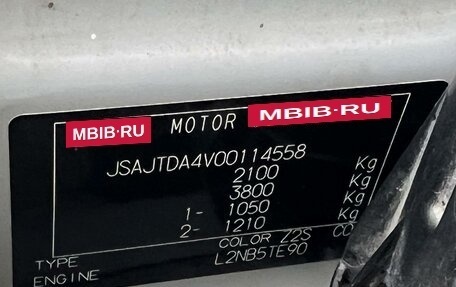 MBIB·RU MOTOR MBIB·RU
JSAJTDA4V00114558
2100 Kg
3800 Kg
1- 1050 Kg
2- 1210 Kg
COLOR Z2S
TYPE L2NB5TE90
ENGINE